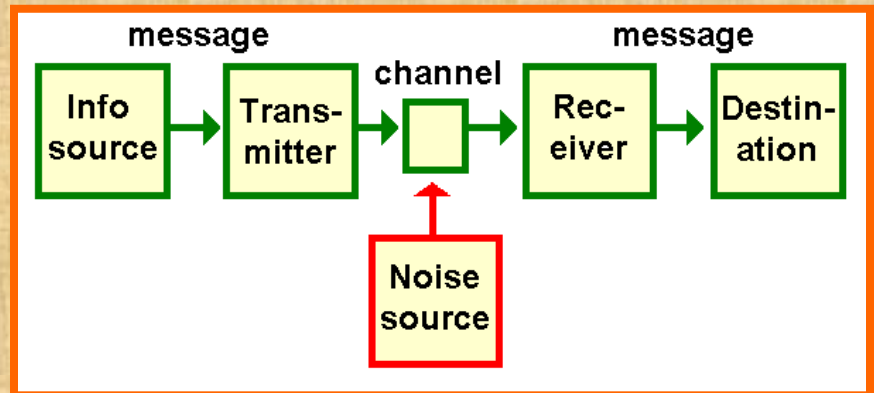 message
message
channel
Info
source
Trans-
mitter
Rec-
eiver
Destin-
ation
Noise
source